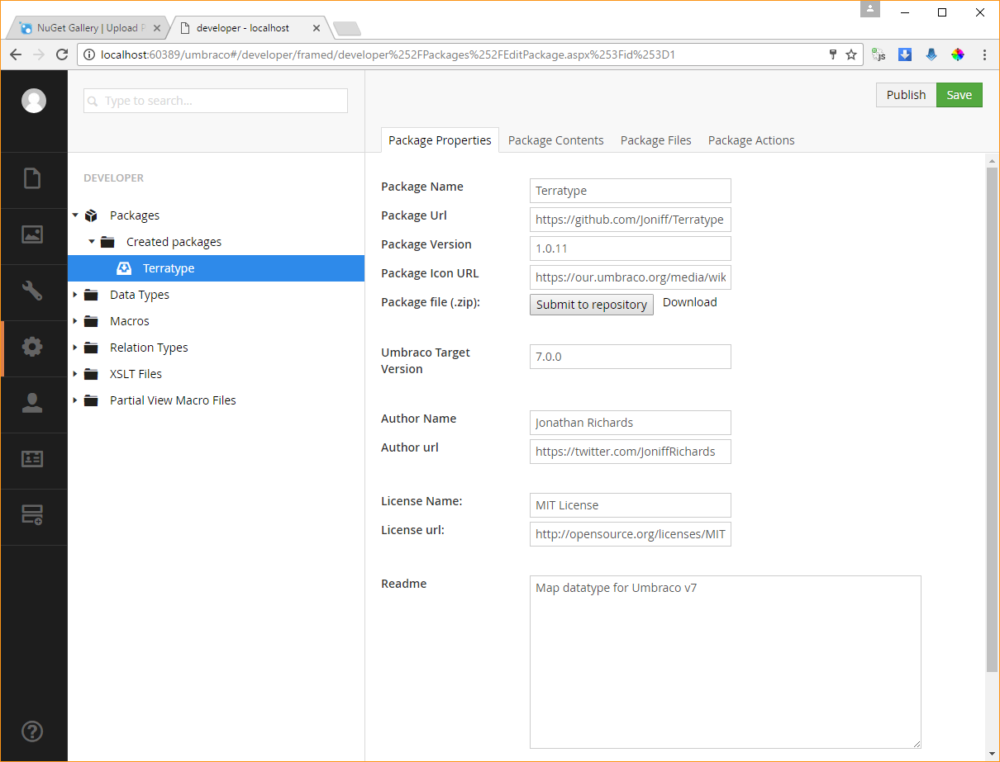 NuGet Gallery | Upload P
developer - localhost
localhost:60389/umbraco#/developer/framed/developer%252FPackages%252FEditPackage.aspx%253Fid%253D1
js
Type to search...
Publish
Save
Package Properties
Package Contents
Package Files
Package Actions
DEVELOPER
Packages
Created packages
Terratype
Data Types
Macros
Relation Types
XSLT Files
Partial View Macro Files
Package Name
Terratype
Package Url
https://github.com/Joniff/Terratype
Package Version
1.0.11
Package Icon URL
https://our.umbraco.org/media/wik
Package file (.zip):
Submit to repository
Download
Umbraco Target
Version
7.0.0
Author Name
Jonathan Richards
Author url
https://twitter.com/JoniffRichards
License Name:
MIT License
License url:
http://opensource.org/licenses/MIT
Readme
Map datatype for Umbraco v7